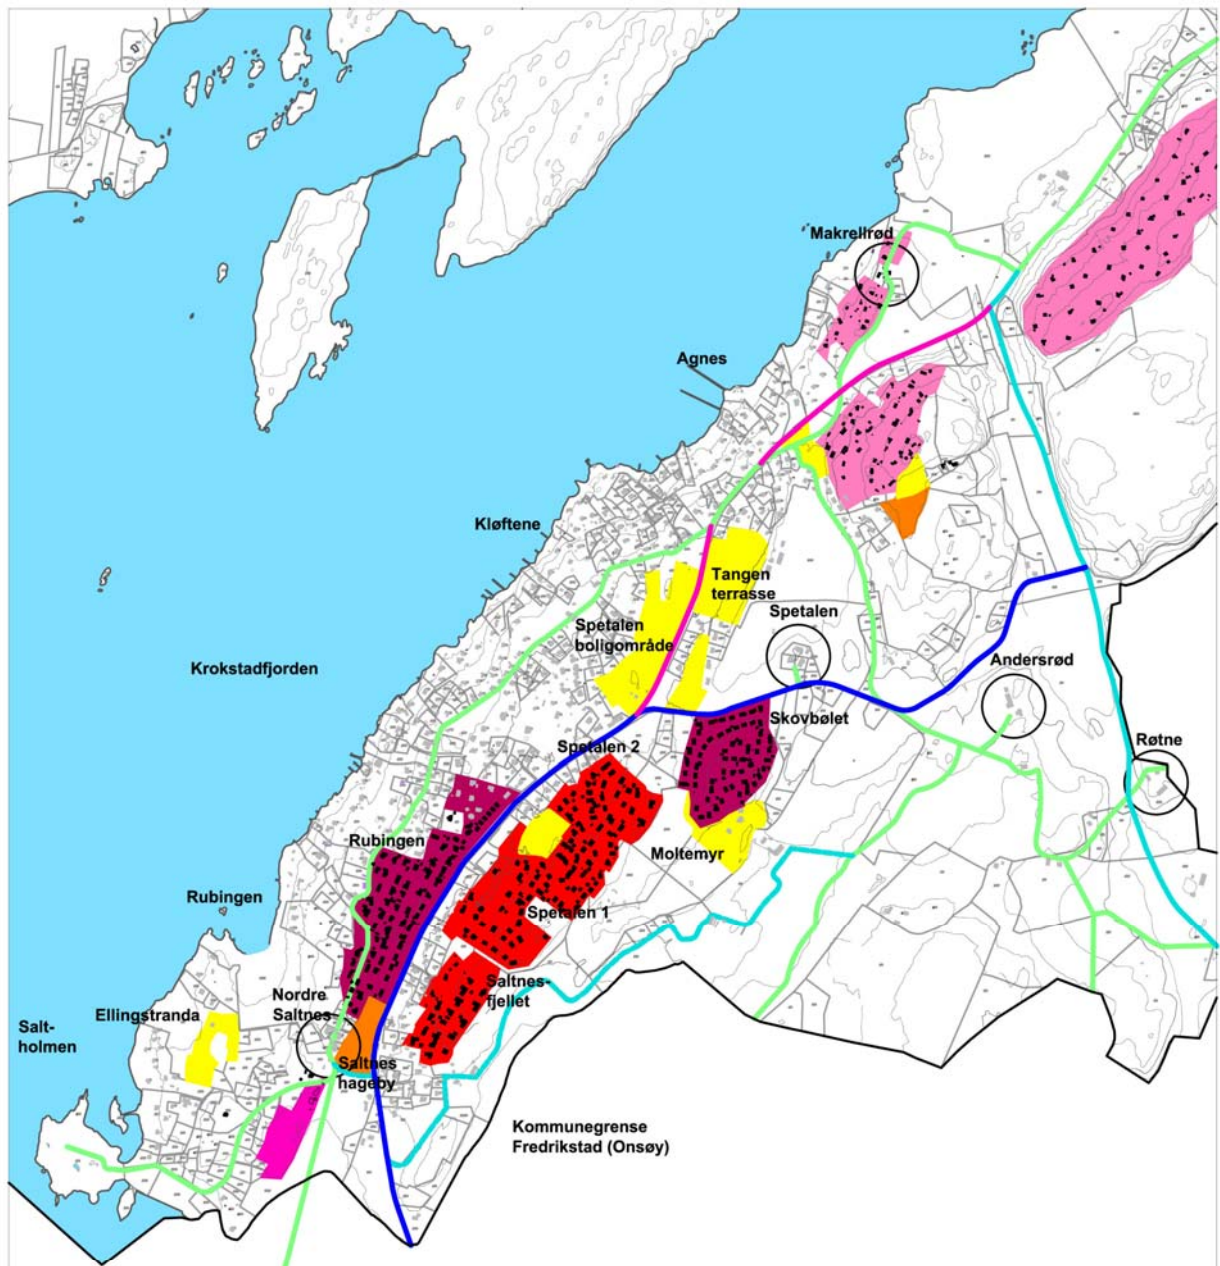 Makrellrød
Agnes
Kløftene
Tangen
terrasse
Spetalen
Spetalen
boligområde
Krokstadfjorden
Andersrød
Skovbølet
Røtne
Spetalen 2
Rubingen
Moltemyr
Rubingen
Spetalen 1
Saltnes-
fjellet
Nordre
Saltnes
Ellingstranda
Salt-
holmen
Saltnes
hageby
Kommunegrense
Fredrikstad (Onsøy)